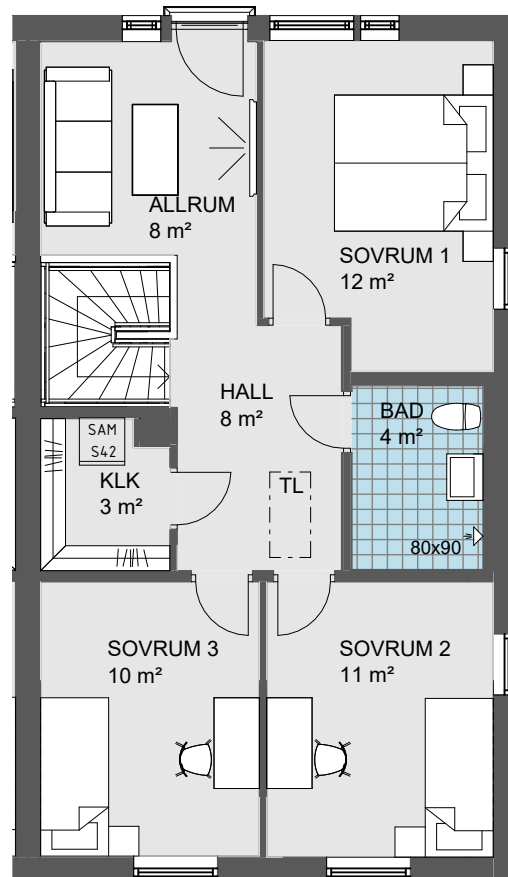 ALLRUM
8 m²
SOVRUM 1
12 m²
HALL
8 m²
BAD
4 m²
SAM
S42
KLK
3 m²
TL
80x90
SOVRUM 3
10 m²
SOVRUM 2
11 m²